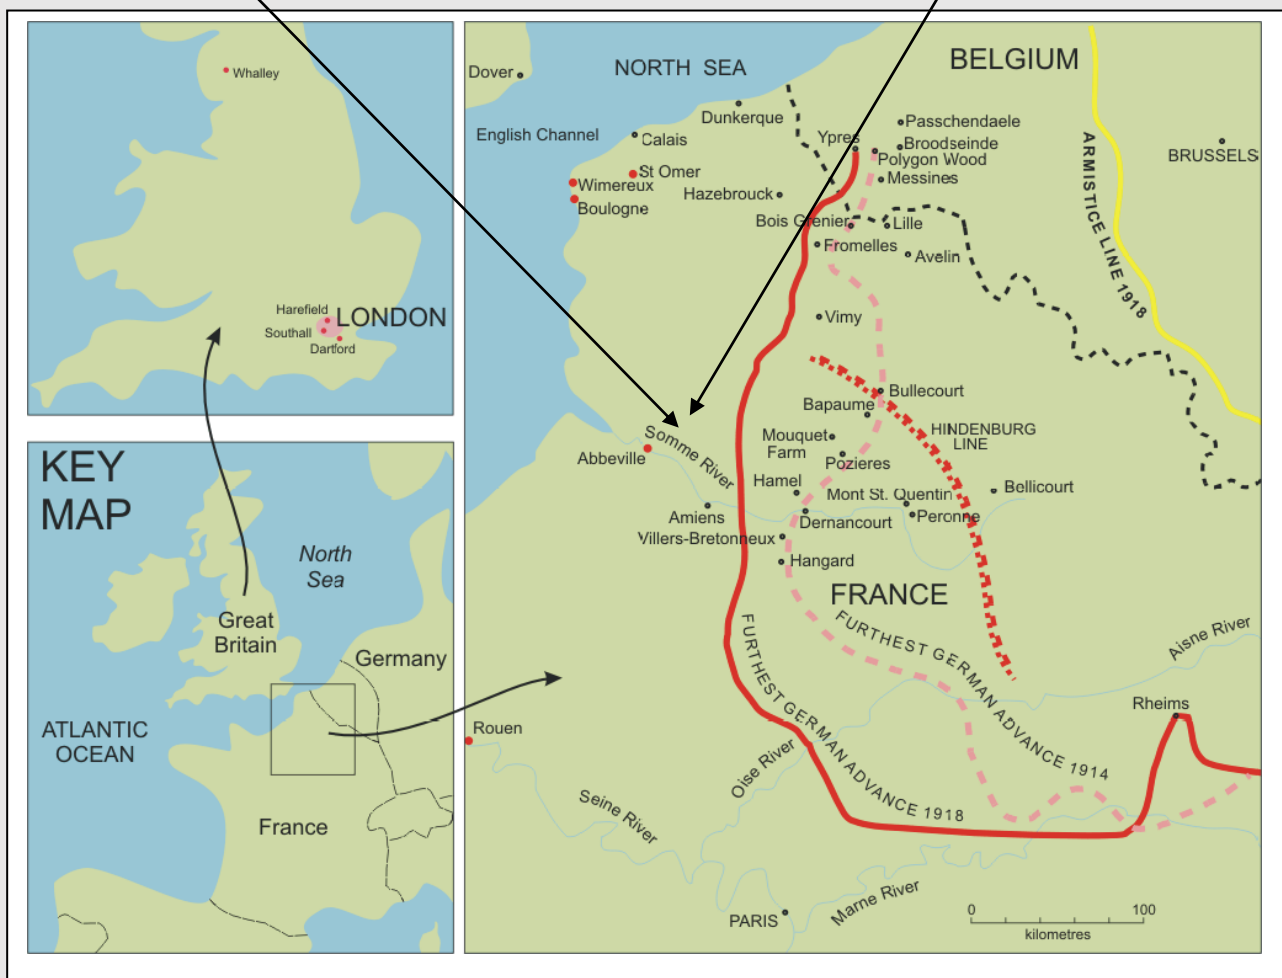 Whalley
Harefield
LONDON
Southall
Dartford
KEY
MAP
North
Sea
Great
Britain
Germany
ATLANTIC
OCEAN
France
Dover
NORTH SEA
BELGIUM
Dunkerque
English Channel
Calais
Ypres
Passchendaele
Broodseinde
Polygon Wood
BRUSSELS
St Omer
Wimereux
Messines
Hazebrouck
Boulogne
Bois Grenier
Lille
Fromelles
Avelin
ARMISTICE LINE 1918
Vimy
Bullecourt
Bapaume
HINDENBURG
LINE
Mouquet
Farm
Somme River
Abbeville
Pozieres
Hamel
Mont St. Quentin
Bellicourt
Amiens
Dernancourt
Peronne
Villers-Bretonneux
Hangard
FRANCE
FURTHEST GERMAN ADVANCE 1914
FURTHEST GERMAN ADVANCE 1918
Aisne River
Rheims
Rouen
Oise River
Seine River
Marne River
PARIS
0 100
kilometres